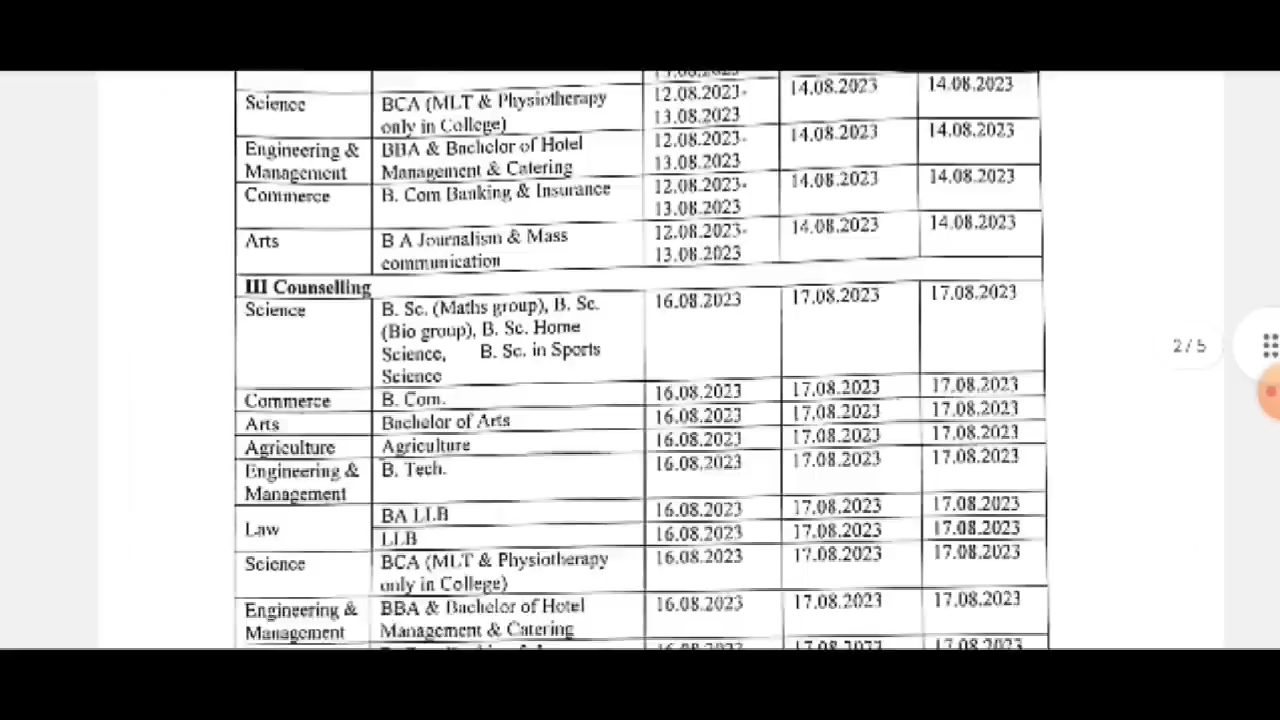 Science BCA (MLT & Physiotherapy 12.08.2023- 14.08.2023 14.08.2023
only in College) 13.08.2023
Engineering & BBA & Bachelor of Hotel 12.08.2023- 14.08.2023 14.08.2023
Management Management & Catering 13.08.2023
Commerce B. Com Banking & Insurance 12.08.2023- 14.08.2023 14.08.2023
13.08.2023
Arts B A Journalism & Mass 12.08.2023- 14.08.2023 14.08.2023
communication 13.08.2023
III Counselling
Science B. Sc. (Maths group), B. Sc. 16.08.2023 17.08.2023 17.08.2023
(Bio group), B. Sc. Home
Science, B. Sc. in Sports
Science
2 / 5
Commerce B. Com. 16.08.2023 17.08.2023 17.08.2023
Arts Bachelor of Arts 16.08.2023 17.08.2023 17.08.2023
Agriculture Agriculture 16.08.2023 17.08.2023 17.08.2023
Engineering & B. Tech. 16.08.2023 17.08.2023 17.08.2023
Management
Law BA LLB 16.08.2023 17.08.2023 17.08.2023
LLB 16.08.2023 17.08.2023 17.08.2023
Science BCA (MLT & Physiotherapy 16.08.2023 17.08.2023 17.08.2023
only in College)
Engineering & BBA & Bachelor of Hotel 16.08.2023 17.08.2023 17.08.2023
Management Management & Catering
16.08.2023 17.08.2023 17.08.2023